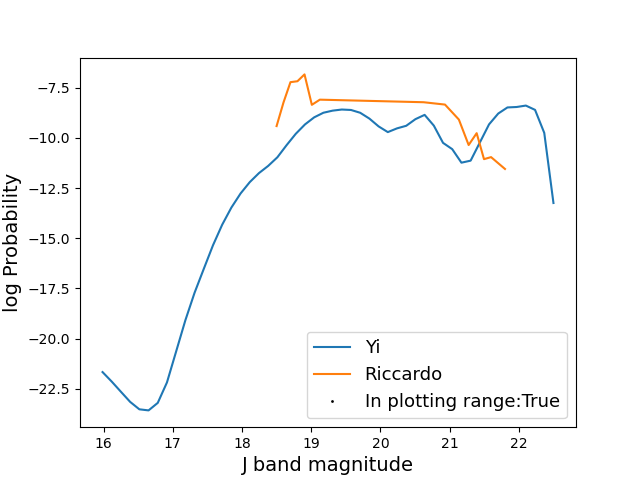 −7.5
−10.0
−12.5
−15.0
−17.5
−20.0
−22.5
log Probability
Yi
Riccardo
In plotting range:True
16 17 18 19 20 21 22
J band magnitude